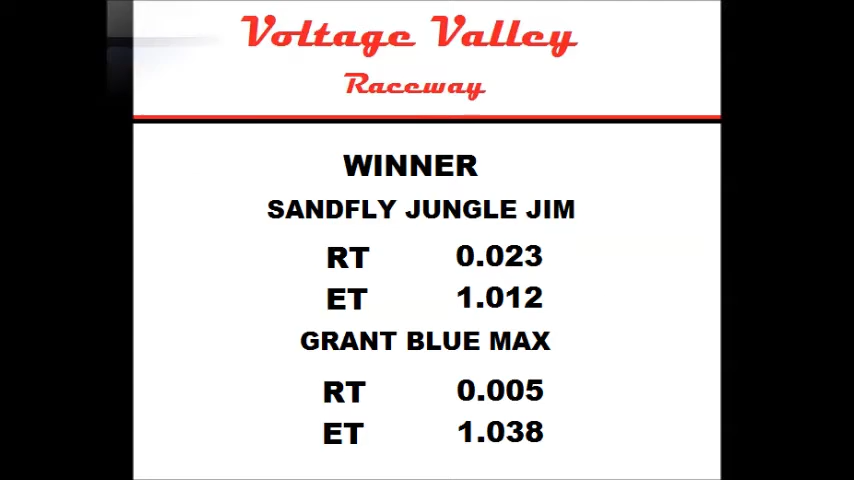 Voltage Valley
Raceway
WINNER
SANDFLY JUNGLE JIM
RT 0.023
ET 1.012
GRANT BLUE MAX
RT 0.005
ET 1.038